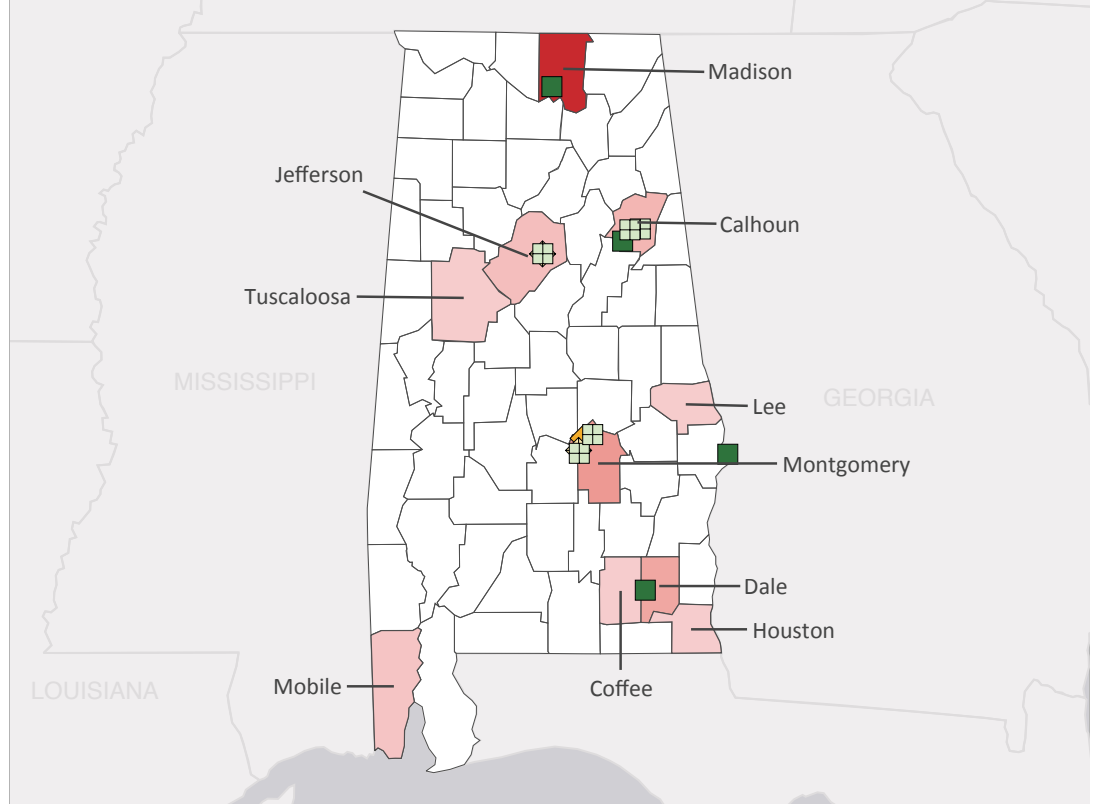 Madison
Jefferson
Calhoun
Tuscaloosa
MISSISSIPPI
GEORGIA
Lee
Montgomery
Dale
Houston
LOUISIANA
Mobile
Coffee